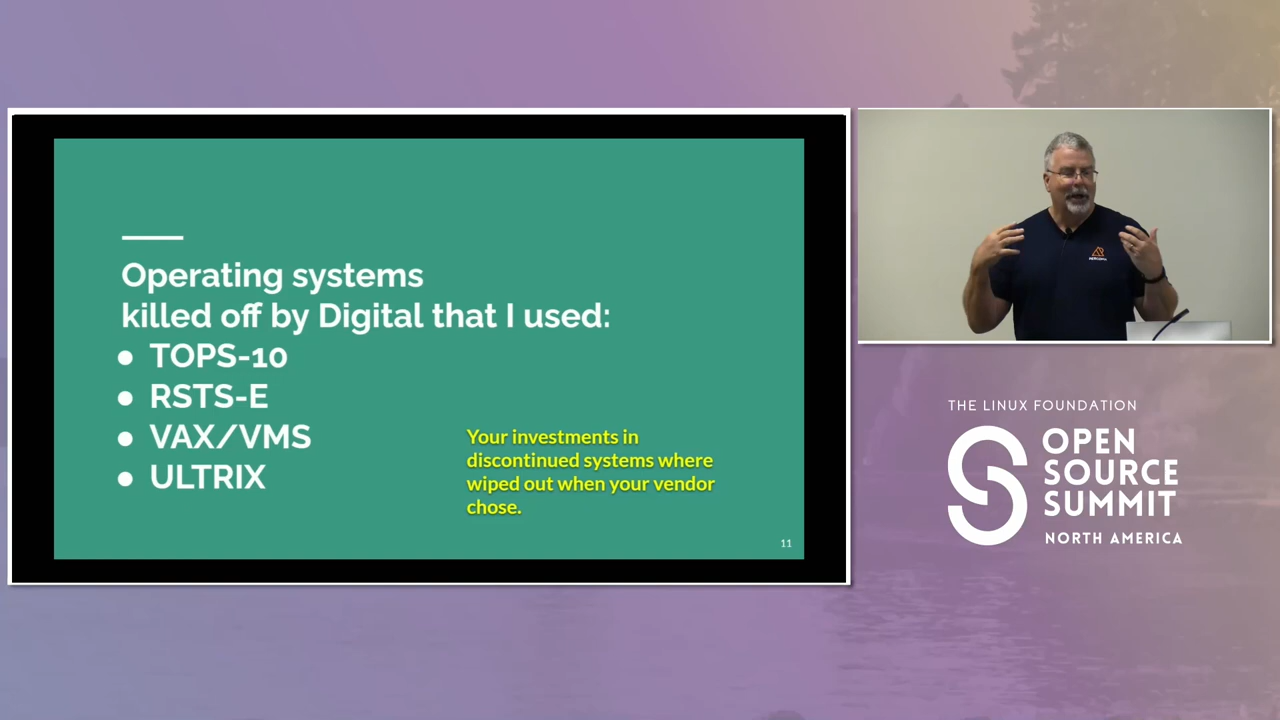 Operating systems
killed off by Digital that I used:
● TOPS-10
● RSTS-E
● VAX/VMS
● ULTRIX
Your investments in
discontinued systems where
wiped out when your vendor
chose.
11
THE LINUX FOUNDATION
OPEN
SOURCE
SUMMIT
NORTH AMERICA